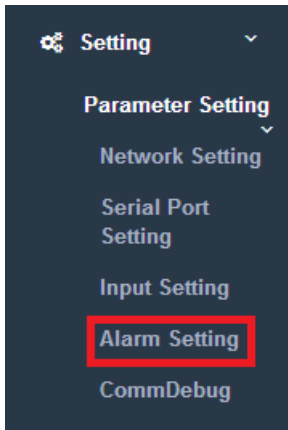 Setting
Parameter Setting
Network Setting
Serial Port
Setting
Input Setting
Alarm Setting
CommDebug